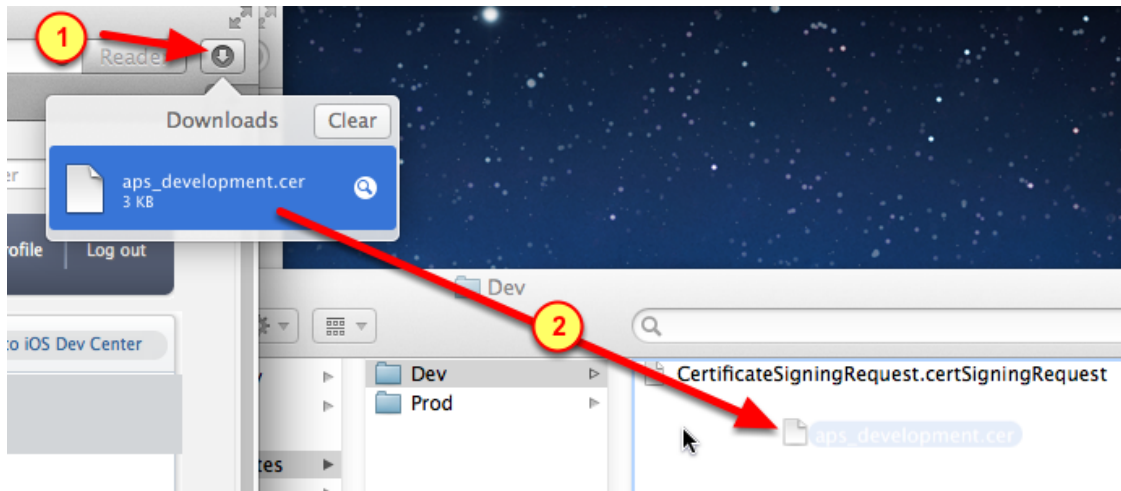 1
Reader
Downloads
Clear
aps_development.cer
3 KB
Log out
Dev
2
to iOS Dev Center
Dev
CertificateSigningRequest.certSigningRequest
Prod
aps_development.cer